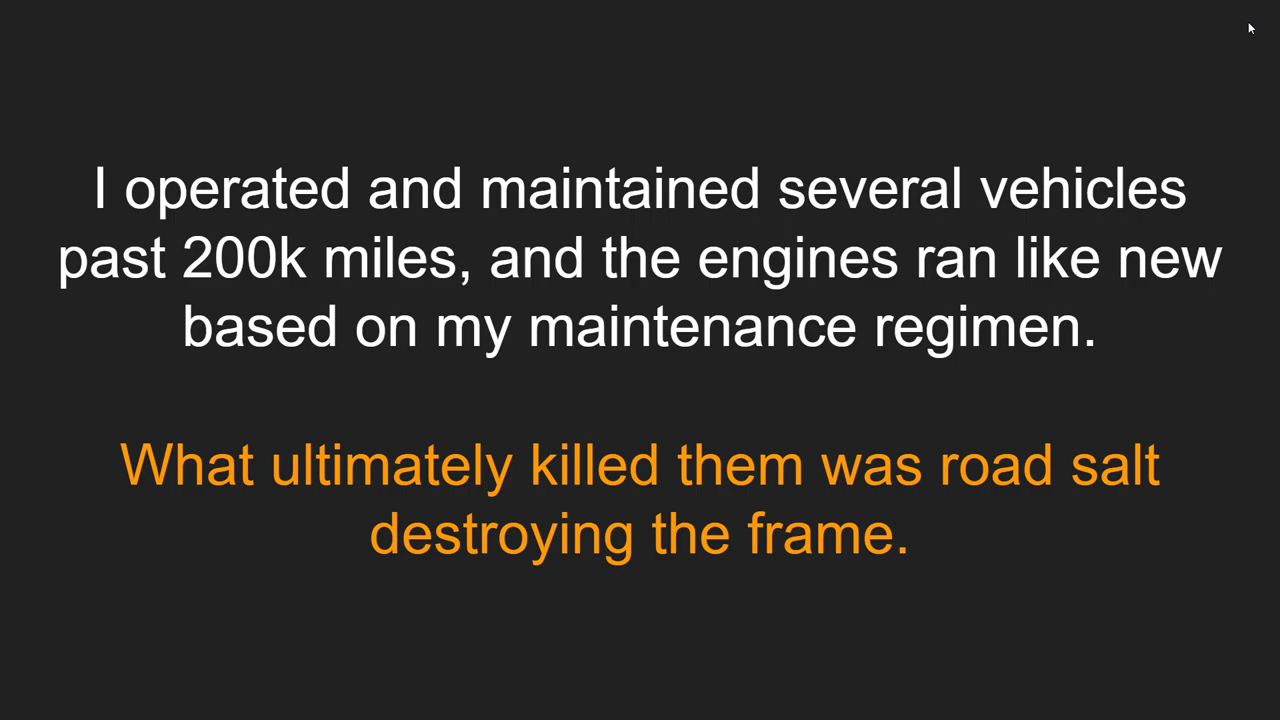 I operated and maintained several vehicles
past 200k miles, and the engines ran like new
based on my maintenance regimen.
What ultimately killed them was road salt
destroying the frame.